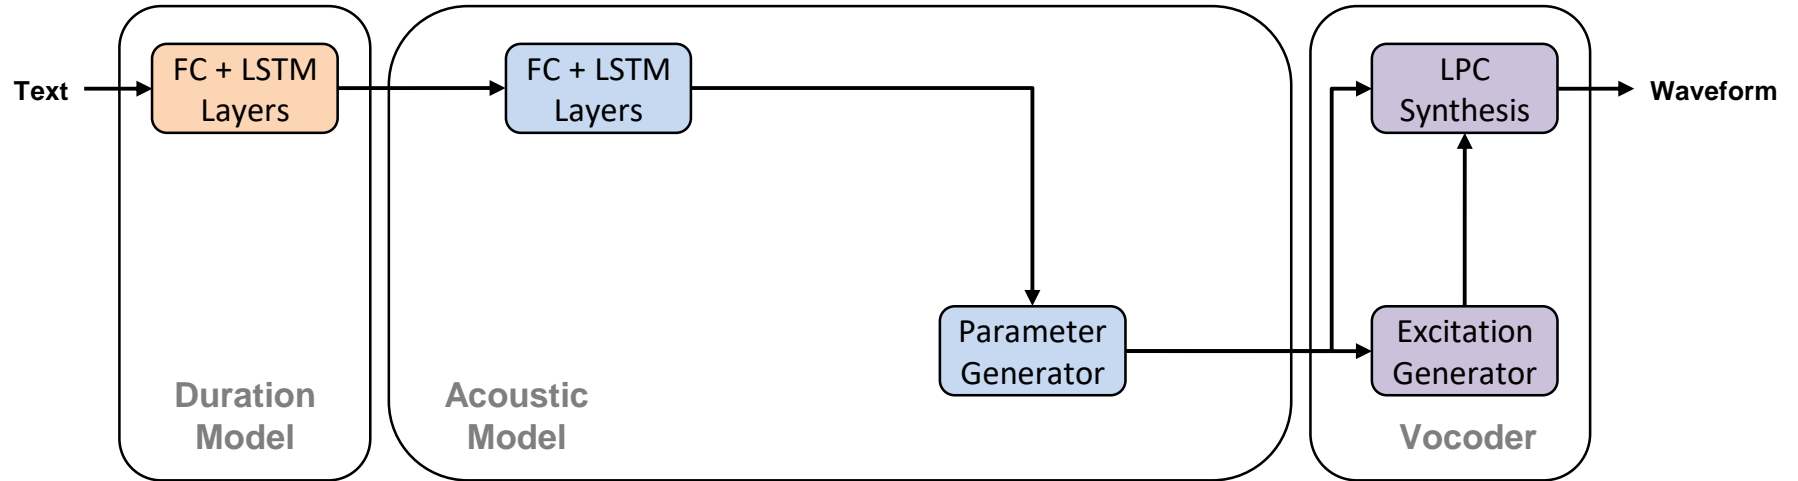 Text
FC + LSTM
Layers
FC + LSTM
Layers
LPC
Synthesis
Waveform
Parameter
Generator
Excitation
Generator
Duration
Model
Acoustic
Model
Vocoder